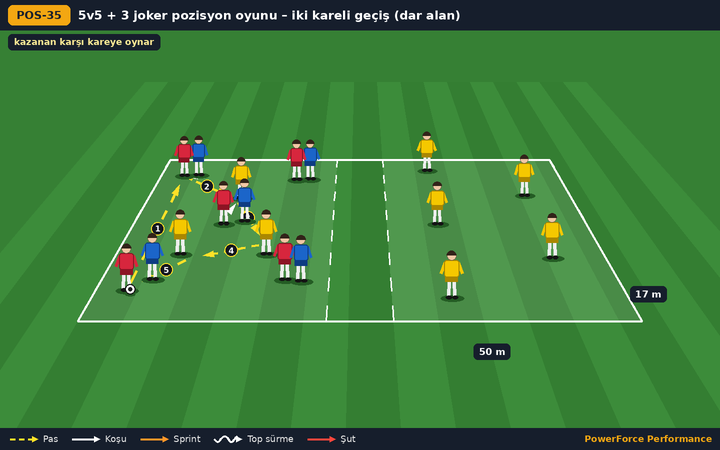 POS-35 5v5 + 3 joker pozisyon oyunu – iki kareli geçiş (dar alan)
kazanan karşı kareye oynar
2
1
4
5
17 m
50 m
Pas Koşu Sprint Top sürme Şut PowerForce Performance